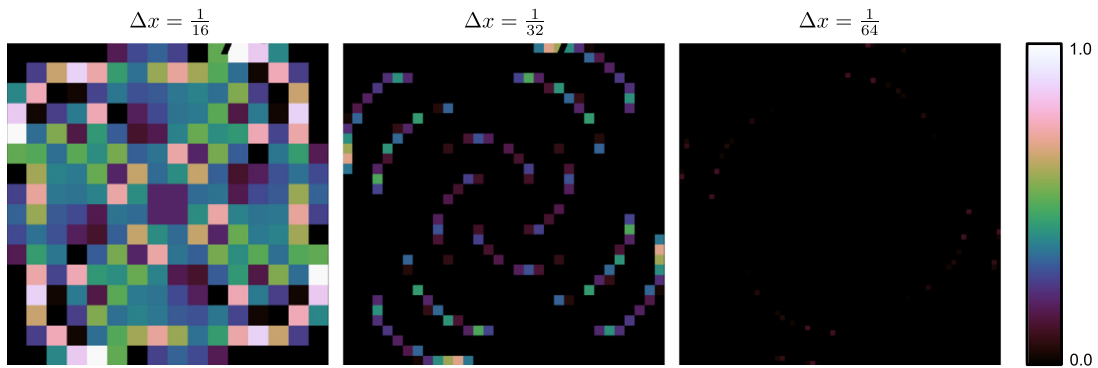 Δx = 1/16
Δx = 1/32
Δx = 1/64
1.0
0.0